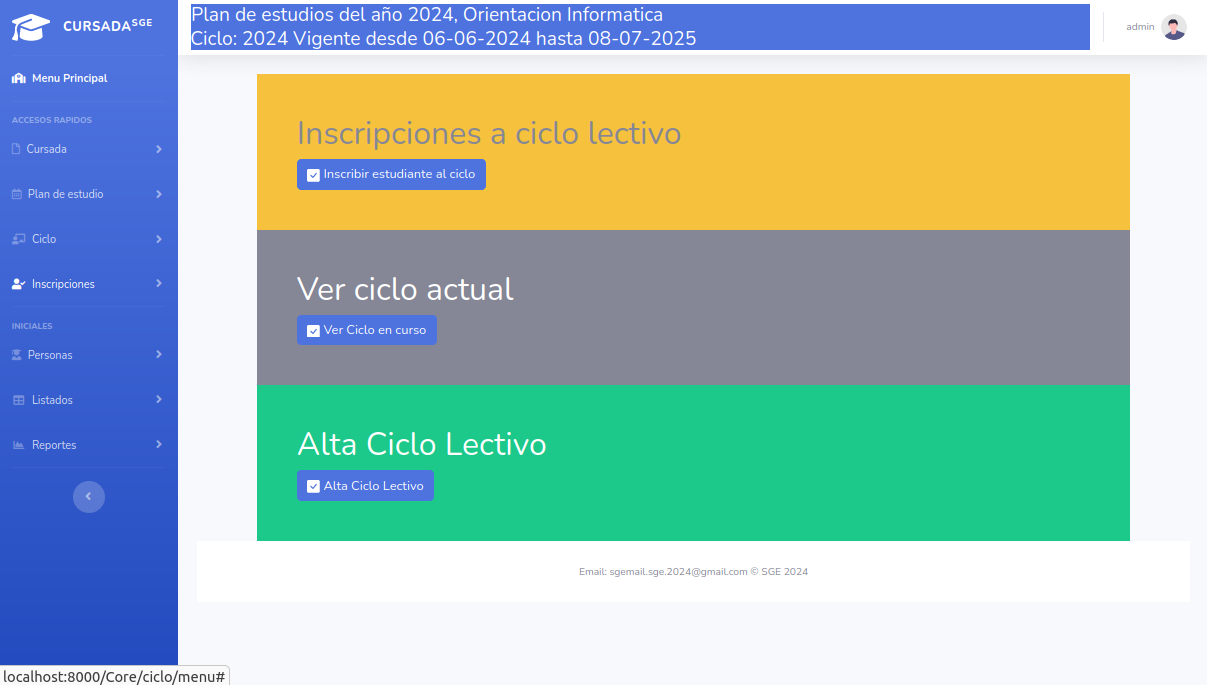 CURSADA SGE
Plan de estudios del año 2024, Orientacion Informatica
Ciclo: 2024 Vigente desde 06-06-2024 hasta 08-07-2025
admin
Menu Principal
ACCESOS RAPIDOS
Cursada
Plan de estudio
Ciclo
Inscripciones
INICIALES
Personas
Listados
Reportes
Inscripciones a ciclo lectivo
Inscribir estudiante al ciclo
Ver ciclo actual
Ver Ciclo en curso
Alta Ciclo Lectivo
Alta Ciclo Lectivo
Email: sgemail.sge.2024@gmail.com © SGE 2024
localhost:8000/Core/ciclo/menu#